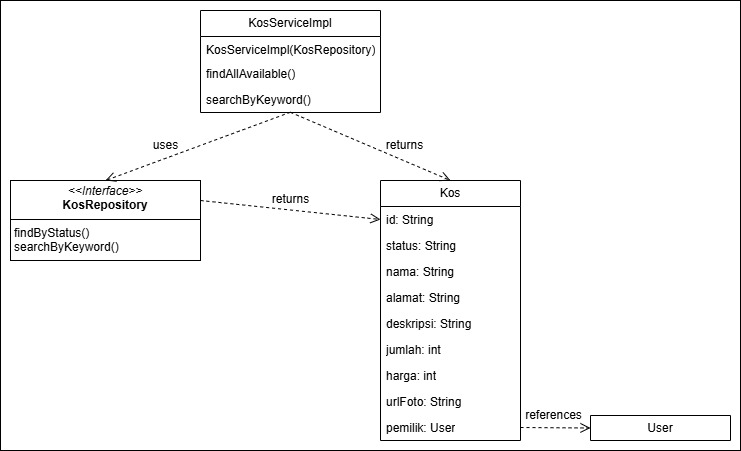 KosServiceImpl
KosServiceImpl(KosRepository)
findAllAvailable()
searchByKeyword()
uses
returns
<<Interface>>
KosRepository
findByStatus()
searchByKeyword()
returns
Kos
id: String
status: String
nama: String
alamat: String
deskripsi: String
jumlah: int
harga: int
urlFoto: String
pemilik: User
references
User